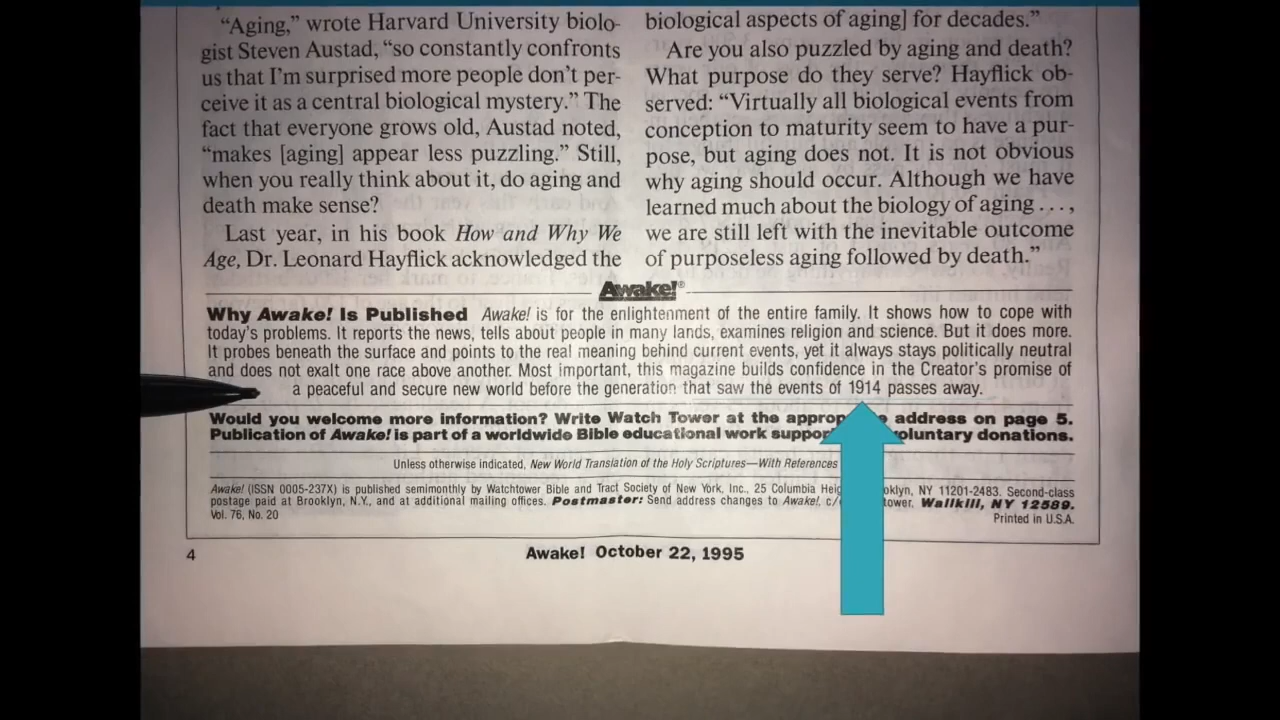 “Aging,” wrote Harvard University biolo-
gist Steven Austad, “so constantly confronts
us that I’m surprised more people don’t per-
ceive it as a central biological mystery.” The
fact that everyone grows old, Austad noted,
“makes [aging] appear less puzzling.” Still,
when you really think about it, do aging and
death make sense?
Last year, in his book How and Why We
Age, Dr. Leonard Hayflick acknowledged the
biological aspects of aging] for decades.”
Are you also puzzled by aging and death?
What purpose do they serve? Hayflick ob-
served: “Virtually all biological events from
conception to maturity seem to have a pur-
pose, but aging does not. It is not obvious
why aging should occur. Although we have
learned much about the biology of aging . . . ,
we are still left with the inevitable outcome
of purposeless aging followed by death.”
Awake!®
Why Awake! Is Published Awake! is for the enlightenment of the entire family. It shows how to cope with
today’s problems. It reports the news, tells about people in many lands, examines religion and science. But it does more.
It probes beneath the surface and points to the real meaning behind current events, yet it always stays politically neutral
and does not exalt one race above another. Most important, this magazine builds confidence in the Creator’s promise of
a peaceful and secure new world before the generation that saw the events of 1914 passes away.
Would you welcome more information? Write Watch Tower at the address on page 5.
Publication of Awake! is part of a worldwide Bible educational work voluntary donations.
Unless otherwise indicated, New World Translation of the Holy Scriptures—With References
Awake! (ISSN 0005-237X) is published semimonthly by Watchtower Bible and Tract Society of New York, Inc., 25 Columbia NY 11201-2483. Second-class
postage paid at Brooklyn, N.Y., and at additional mailing offices. Postmaster: Send address changes to Awake!, Wallkill, NY 12589.
Vol. 76, No. 20
Printed in U.S.A.
4
Awake! October 22, 1995